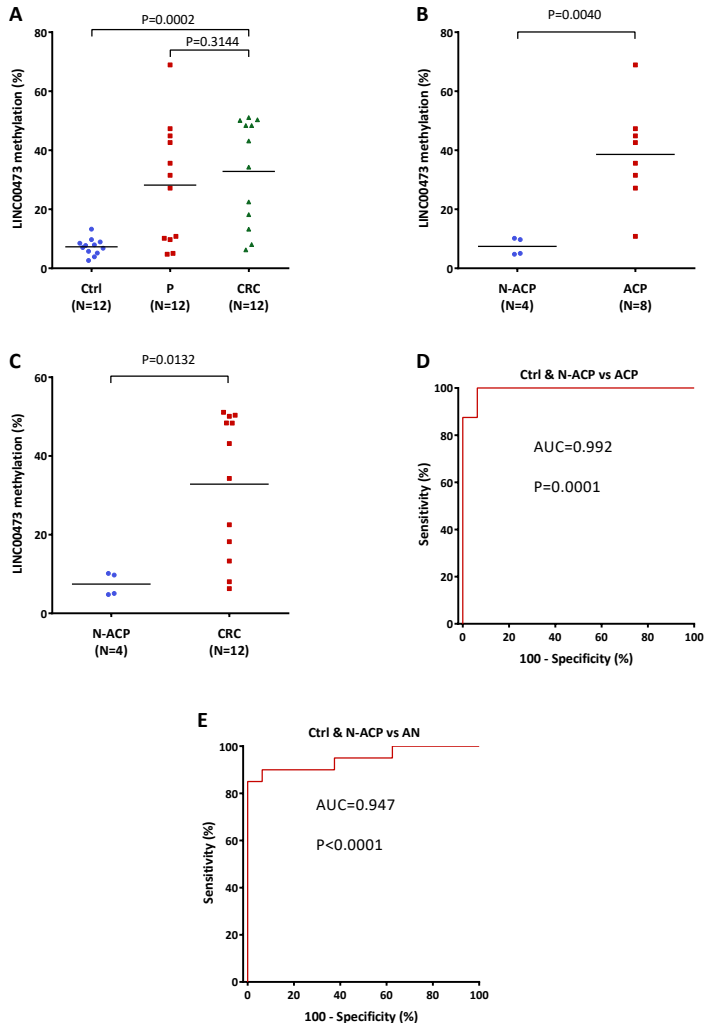 A
P=0.0002
P=0.3144
LINC00473 methylation (%)
80
60
40
20
0
Ctrl
(N=12)
P
(N=12)
CRC
(N=12)
B
P=0.0040
LINC00473 methylation (%)
80
60
40
20
0
N-ACP
(N=4)
ACP
(N=8)
C
P=0.0132
LINC00473 methylation (%)
60
40
20
0
N-ACP
(N=4)
CRC
(N=12)
D
Ctrl & N-ACP vs ACP
Sensitivity (%)
100
80
60
40
20
0
AUC=0.992
P=0.0001
0 20 40 60 80 100
100 - Specificity (%)
E
Ctrl & N-ACP vs AN
Sensitivity (%)
100
80
60
40
20
0
AUC=0.947
P<0.0001
0 20 40 60 80 100
100 - Specificity (%)